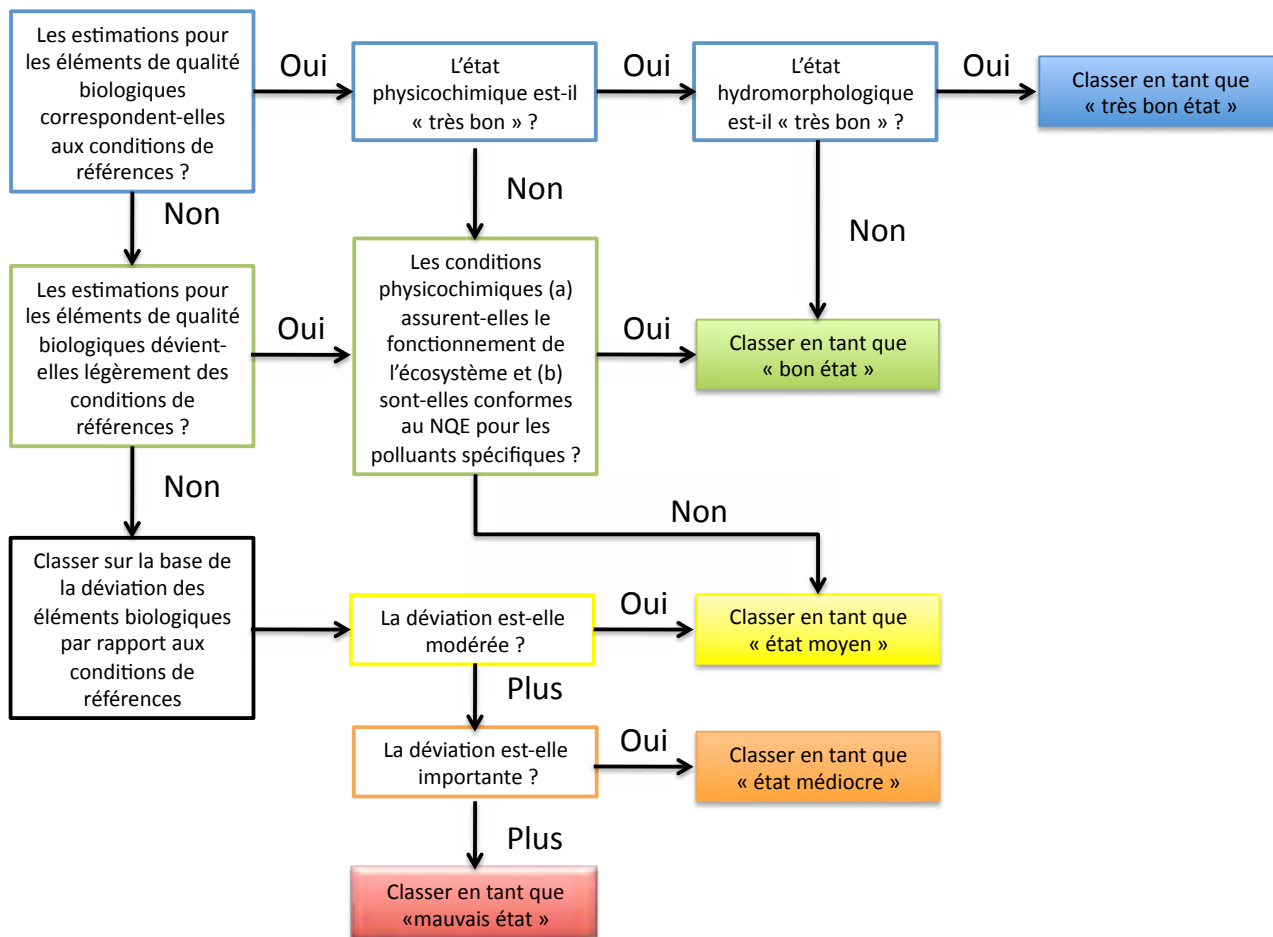 Les estimations pour
les éléments de qualité
biologiques
correspondent-elles
aux conditions de
références ?
Oui
L'état
physicochimique est-il
« très bon » ?
Oui
L'état
hydromorphologique
est-il « très bon » ?
Oui
Classer en tant que
« très bon état »
Non
Non
Non
Les estimations pour
les éléments de qualité
biologiques dévient-
elles légèrement des
conditions de
références ?
Oui
Les conditions
physicochimiques (a)
assurent-elles le
fonctionnement de
l'écosystème et (b)
sont-elles conformes
au NQE pour les
polluants spécifiques ?
Oui
Classer en tant que
« bon état »
Non
Non
Classer sur la base de
la déviation des
éléments biologiques
par rapport aux
conditions de
références
La déviation est-elle
modérée ?
Oui
Classer en tant que
« état moyen »
Plus
La déviation est-elle
importante ?
Oui
Classer en tant que
« état médiocre »
Plus
Classer en tant que
«mauvais état »